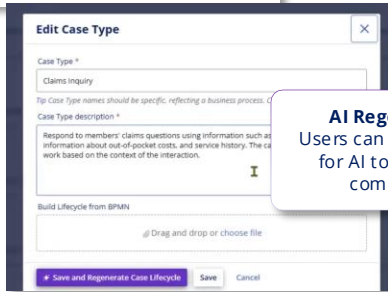 Edit Case Type
Case Type *
Claims Inquiry
Tip Case Type names should be specific, reflecting a business process.
Case Type description *
Respond to members' claims questions using information such as
information about out-of-pocket costs, and service history. The
work based on the context of the interaction.
AI
Users can
for AI to
Build Lifecycle from BPMN
Drag and drop or choose file
Save and Regenerate Case Lifecycle Save Cancel